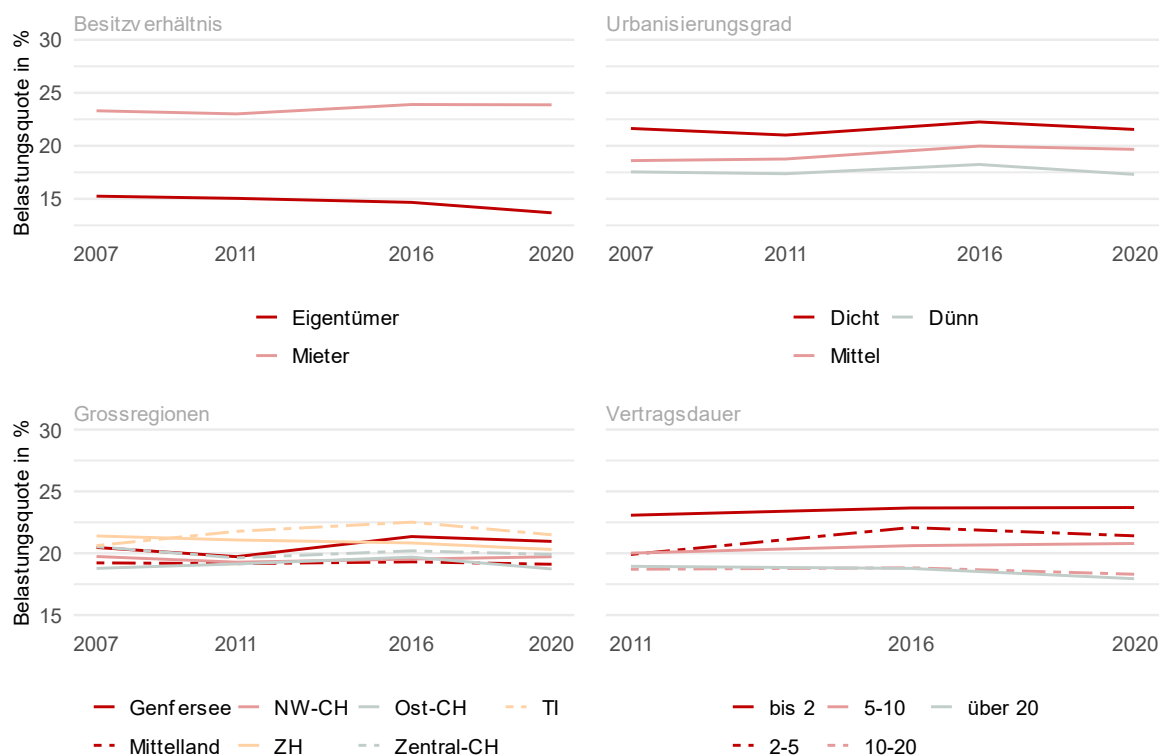 Besitzverhältnis
Belastungsquote in %
30
25
20
15
2007 2011 2016 2020
Eigentümer
Mieter
Urbanisierungsgrad
2007 2011 2016 2020
Dicht Dünn
Mittel
Grossregionen
Belastungsquote in %
30
25
20
15
2007 2011 2016 2020
Genfersee NW-CH Ost-CH TI
Mittelland ZH Zentral-CH
Vertragsdauer
2011 2016 2020
bis 2 5-10 über 20
2-5 10-20